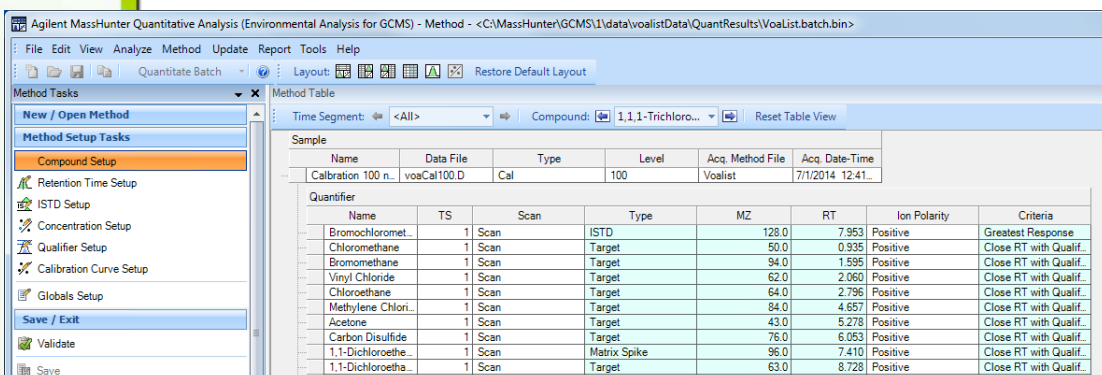 Agilent MassHunter Quantitative Analysis (Environmental Analysis for GCMS) - Method - <C:\MassHunter\GCMS\1\data\voalistData\QuantResults\VoaList.batch.bin>
File Edit View Analyze Method Update Report Tools Help
Quantitate Batch Layout: Restore Default Layout
Method Tasks
Method Table
New / Open Method
Time Segment: <All> Compound: 1,1,1-Trichloro... Reset Table View
Method Setup Tasks
Sample
Compound Setup
Name Data File Type Level Acq. Method File Acq. Date-Time
Calbration 100 n... voaCal100.D Cal 100 Voalist 7/1/2014 12:41...
Retention Time Setup
ISTD Setup
Quantifier
Name TS Scan Type MZ RT Ion Polarity Criteria
Concentration Setup
Bromochloromet... 1 Scan ISTD 128.0 7.953 Positive Greatest Response
Qualifier Setup
Chloromethane 1 Scan Target 50.0 0.935 Positive Close RT with Qualif...
Bromomethane 1 Scan Target 94.0 1.595 Positive Close RT with Qualif...
Calibration Curve Setup
Vinyl Chloride 1 Scan Target 62.0 2.060 Positive Close RT with Qualif...
Globals Setup
Chloroethane 1 Scan Target 64.0 2.796 Positive Close RT with Qualif...
Methylene Chlori... 1 Scan Target 84.0 4.657 Positive Close RT with Qualif...
Save / Exit
Acetone 1 Scan Target 43.0 5.278 Positive Close RT with Qualif...
Carbon Disulfide 1 Scan Target 76.0 6.053 Positive Close RT with Qualif...
Validate
1,1-Dichloroethe... 1 Scan Matrix Spike 96.0 7.410 Positive Close RT with Qualif...
Save
1,1-Dichloroetha... 1 Scan Target 63.0 8.728 Positive Close RT with Qualif...